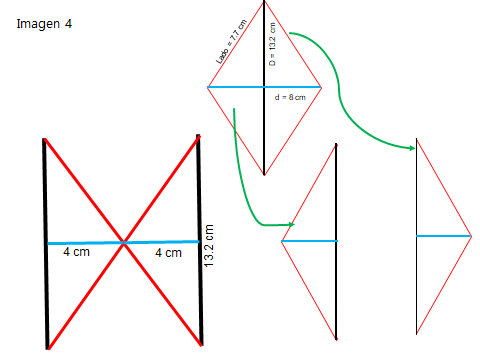 Imagen 4
Lado = 7.7 cm
D = 13.2 cm
d = 8 cm
4 cm
4 cm
13.2 cm